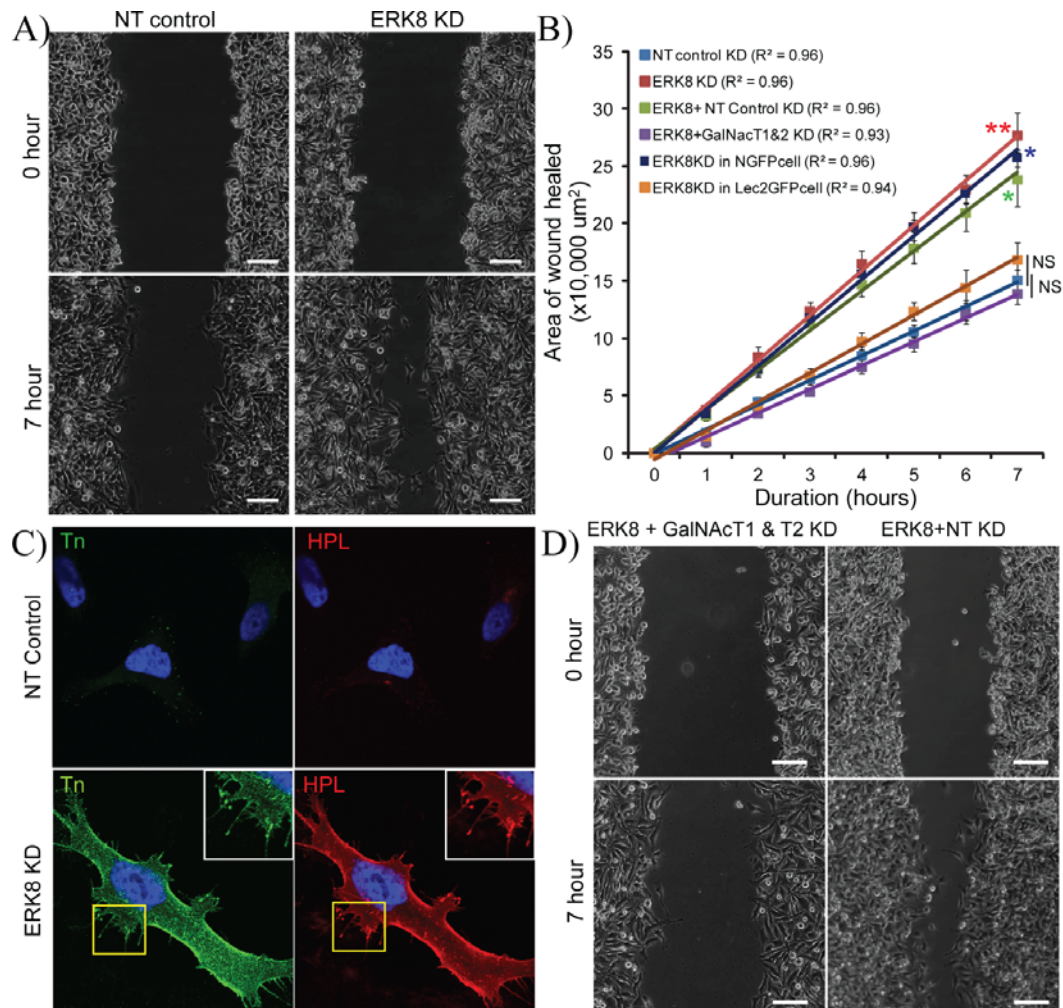 A)
NT control
ERK8 KD
0 hour
7 hour
B)
Area of wound healed
(x10,000 um²)
35
30
25
20
15
10
5
0
NT control KD (R² = 0.96)
ERK8 KD (R² = 0.96)
ERK8+ NT Control KD (R² = 0.96)
ERK8+GalNacT1&2 KD (R² = 0.93)
ERK8KD in NGFPcell (R² = 0.96)
ERK8KD in Lec2GFPcell (R² = 0.94)
**
*
*
NS
NS
0 1 2 3 4 5 6 7
Duration (hours)
C)
Tn
HPL
NT Control
Tn
HPL
ERK8 KD
D)
ERK8 + GalNAcT1 & T2 KD
ERK8+NT KD
0 hour
7 hour